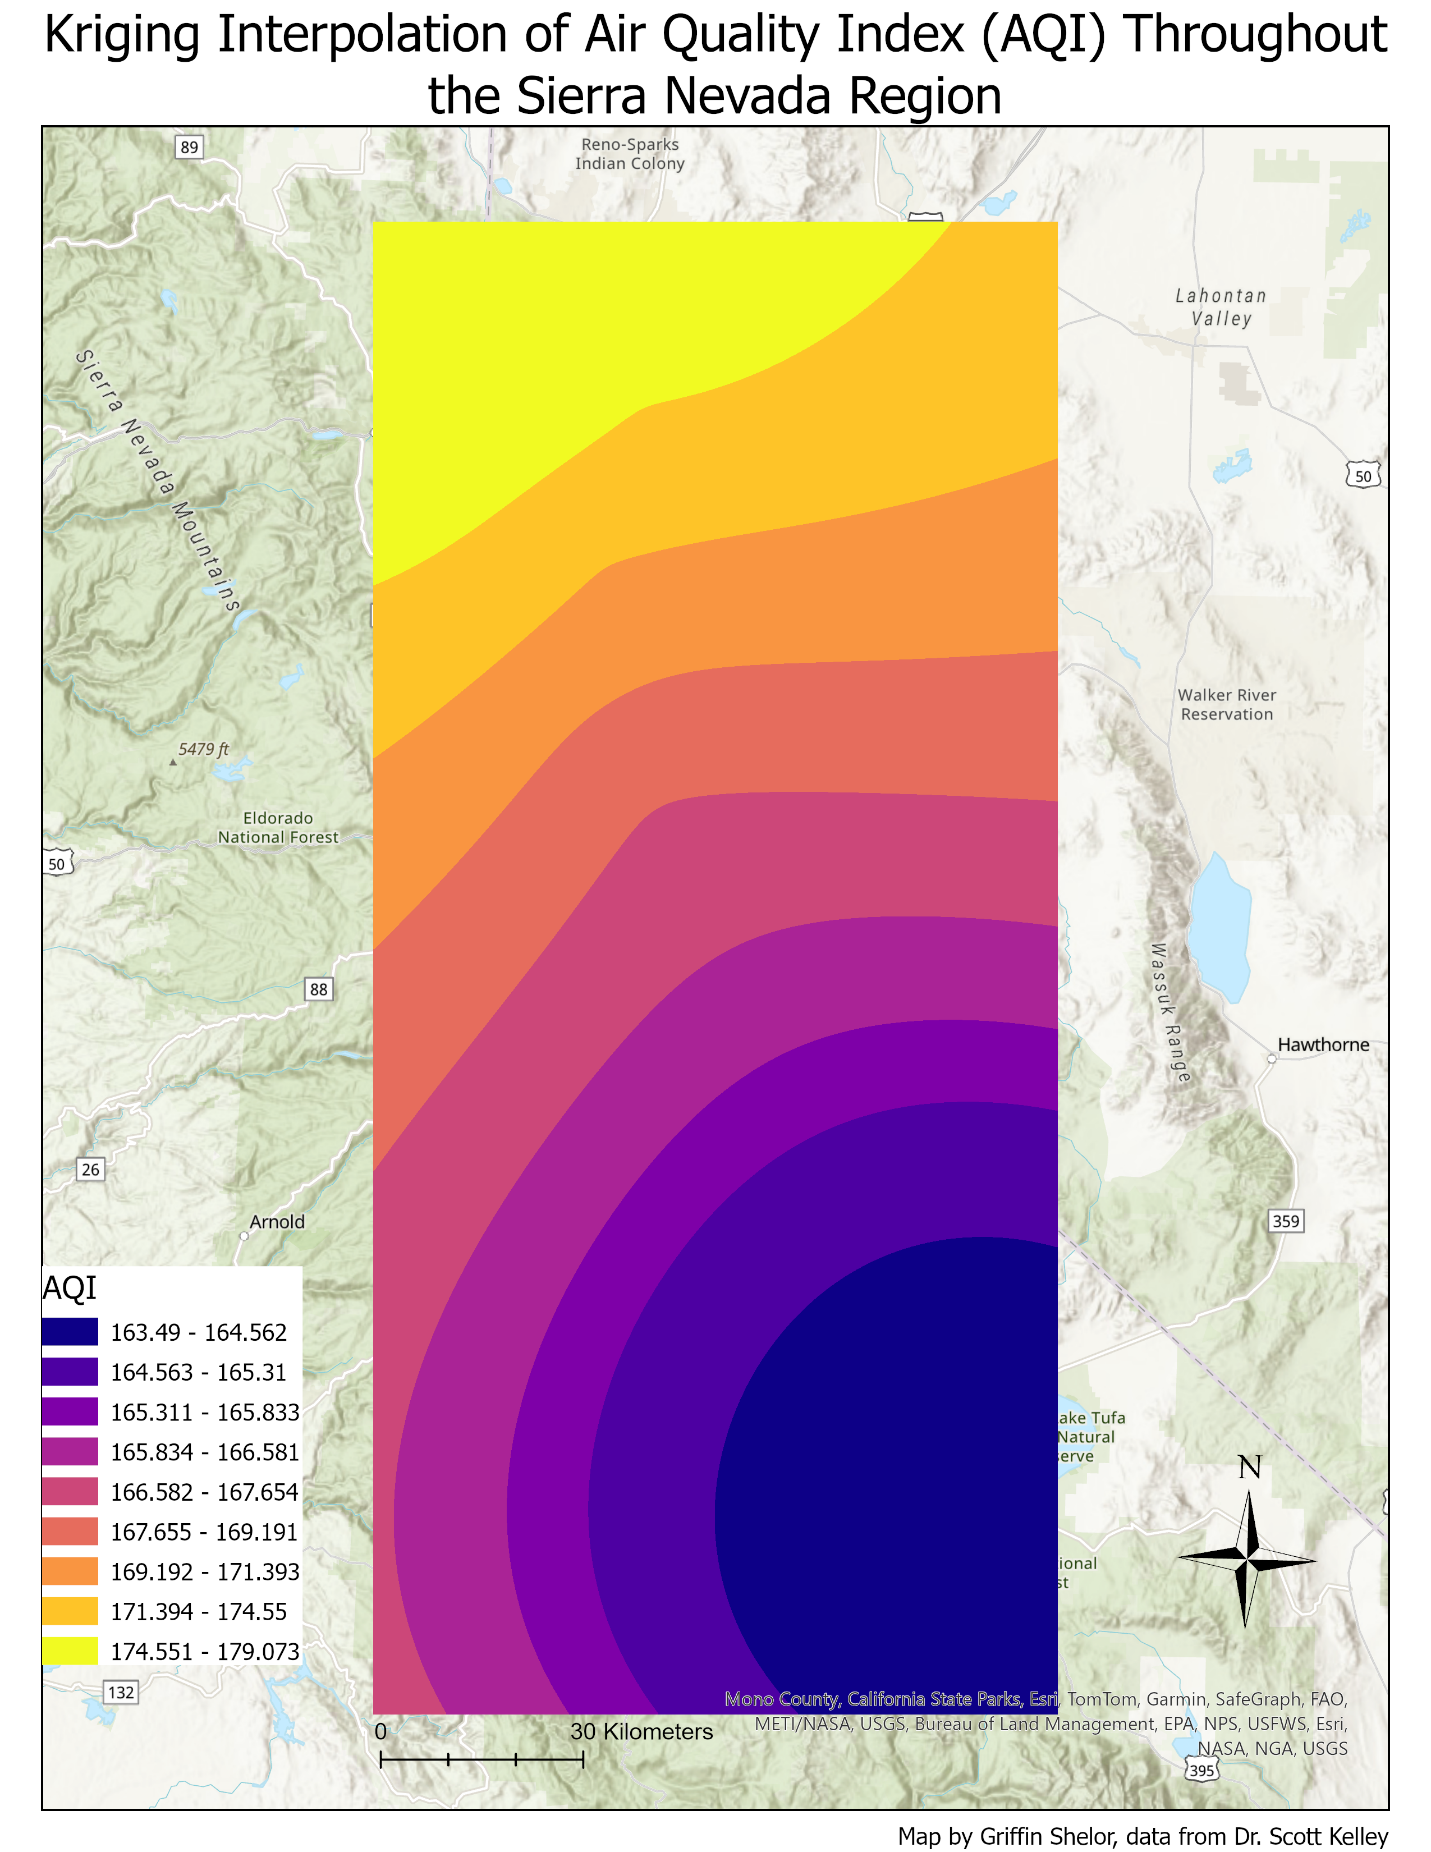 Kriging Interpolation of Air Quality Index (AQI) Throughout
the Sierra Nevada Region
89
Reno-Sparks
Indian Colony
Lahontan
Valley
Sierra Nevada Mountains
50
Walker River
Reservation
5479 ft
Eldorado
National Forest
50
88
Wassuk Range
Hawthorne
26
Arnold
359
AQI
163.49 - 164.562
164.563 - 165.31
165.311 - 165.833
165.834 - 166.581
166.582 - 167.654
167.655 - 169.191
169.192 - 171.393
171.394 - 174.55
174.551 - 179.073
ake Tufa
Natural
serve
N
ional
st
132
Mono County, California State Parks, Esri, TomTom, Garmin, SafeGraph, FAO,
METI/NASA, USGS, Bureau of Land Management, EPA, NPS, USFWS, Esri,
NASA, NGA, USGS
0 30 Kilometers
395
Map by Griffin Shelor, data from Dr. Scott Kelley